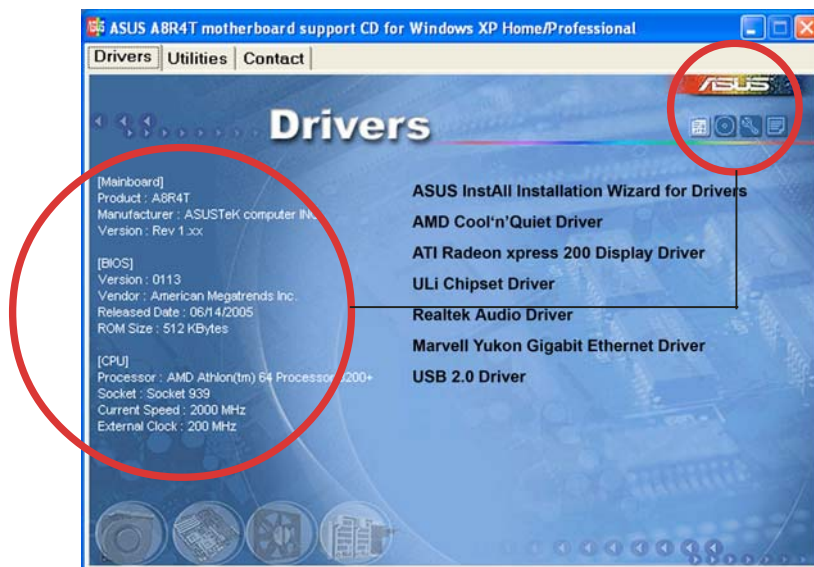 ASUS A8R4T motherboard support CD for Windows XP Home/Professional
Drivers Utilities Contact
ASUS
Drivers
[Mainboard]
Product : A8R4T
Manufacturer : ASUSTeK computer INC
Version : Rev 1.xx
[BIOS]
Version : 0113
Vendor : American Megatrends Inc.
Released Date : 06/14/2005
ROM Size : 512 KBytes
[CPU]
Processor : AMD Athlon(tm) 64 Processor 3200+
Socket : Socket 939
Current Speed : 2000 MHz
External Clock : 200 MHz
ASUS InstAll Installation Wizard for Drivers
AMD Cool‘n’Quiet Driver
ATI Radeon xpress 200 Display Driver
ULi Chipset Driver
Realtek Audio Driver
Marvell Yukon Gigabit Ethernet Driver
USB 2.0 Driver